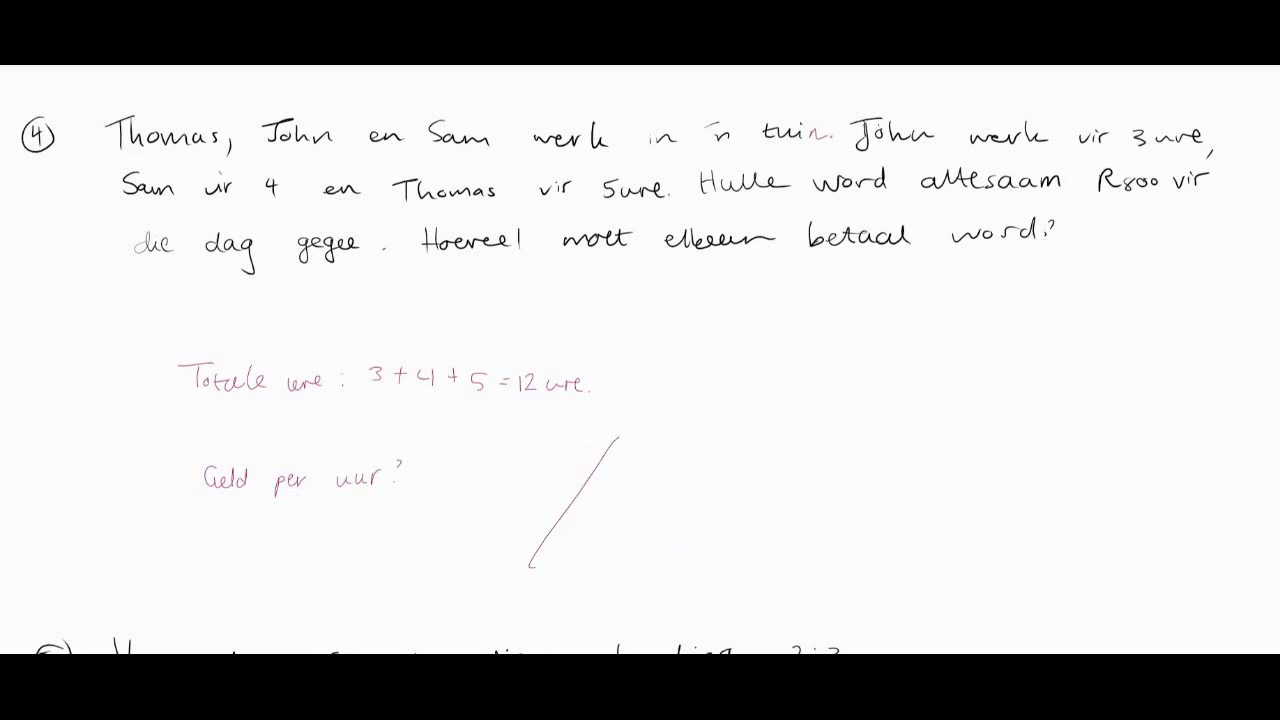 ④ Thomas, John en Sam werk in 'n tuin. John werk vir 3 ure,
Sam vir 4 en Thomas vir 5 ure. Hulle word altesaam R800 vir
die dag gegee. Hoeveel moet elkeen betaal word?
Totale ure : 3 + 4 + 5 = 12 ure.
Geld per uur?